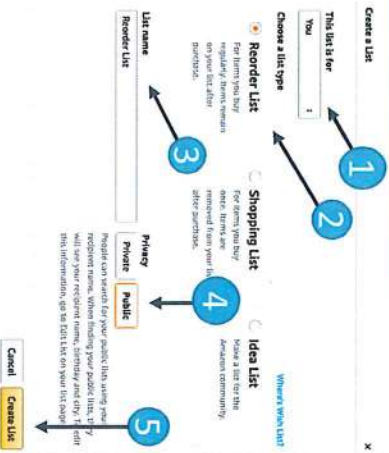 Create a List
×
This list is for
You
1
Choose a list type
2
Reorder List
For items you buy
regularly. Items remain
on your list after
purchase.
Shopping List
For items you buy
once. Items are
removed from your
after purchase.
Where's Wish List?
Idea List
Make a list for the
Amazon community.
List name
Reorder List
3
Privacy
Private
Public
4
People can search for your public lists using your
recipient name. When finding your public lists, they
will see your recipient name, birthday and city. To edit
this information, go to Edit List on your list page
5
Cancel
Create List